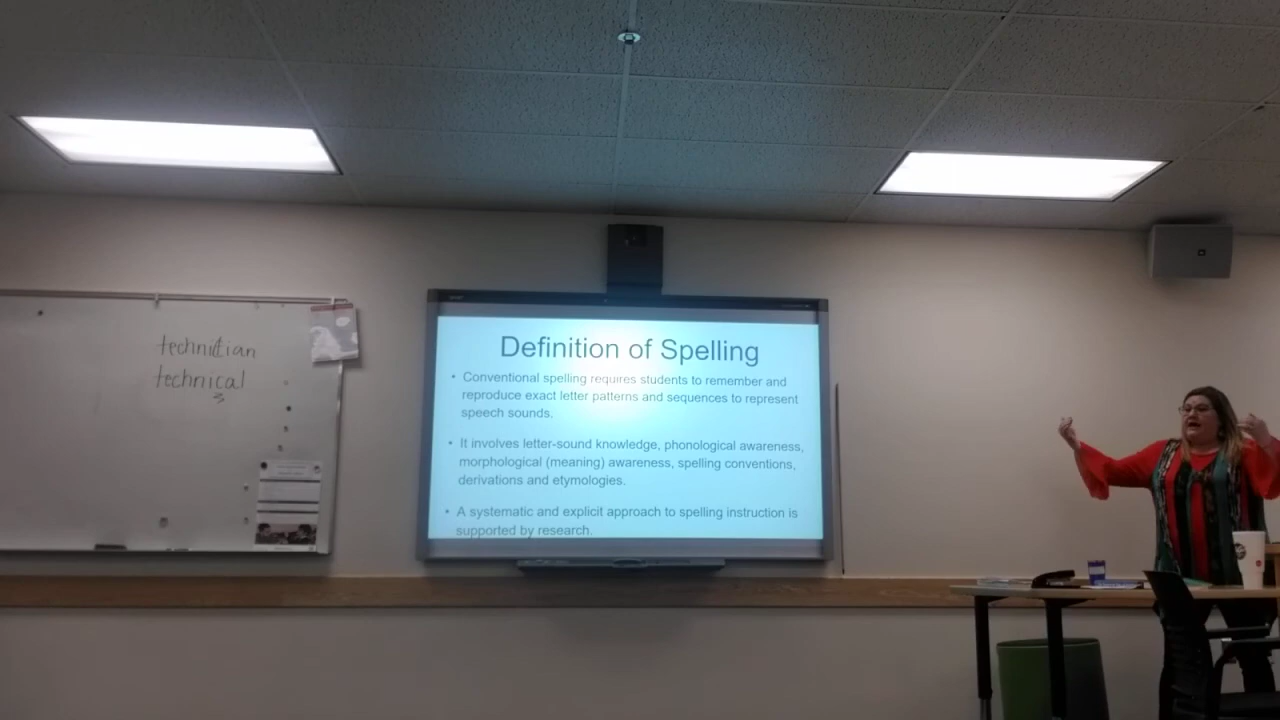 technician
technical
Definition of Spelling
• Conventional spelling requires students to remember and
reproduce exact letter patterns and sequences to represent
speech sounds.
• It involves letter-sound knowledge, phonological awareness,
morphological (meaning) awareness, spelling conventions,
derivations and etymologies.
• A systematic and explicit approach to spelling instruction is
supported by research.